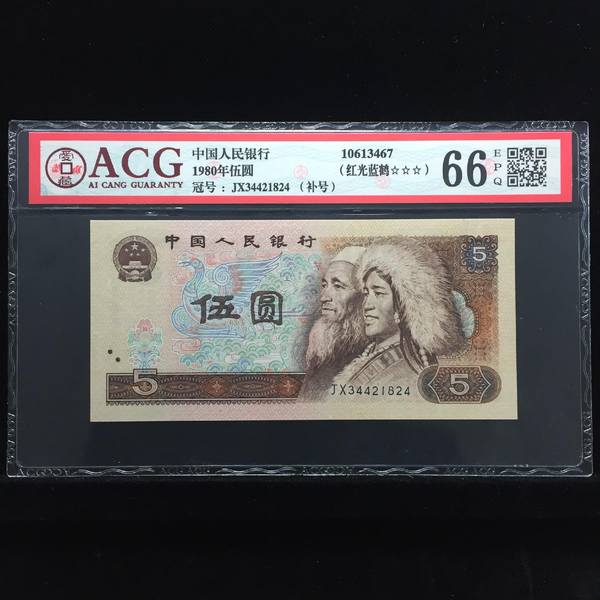 ACG
AI CANG GUARANTY
中国人民银行 10613467
1980年伍圆 （红光蓝鹤☆☆☆）
冠号：JX34421824（补号）
66 EPQ
中国人民银行
5
伍圆
JX34421824
5 5